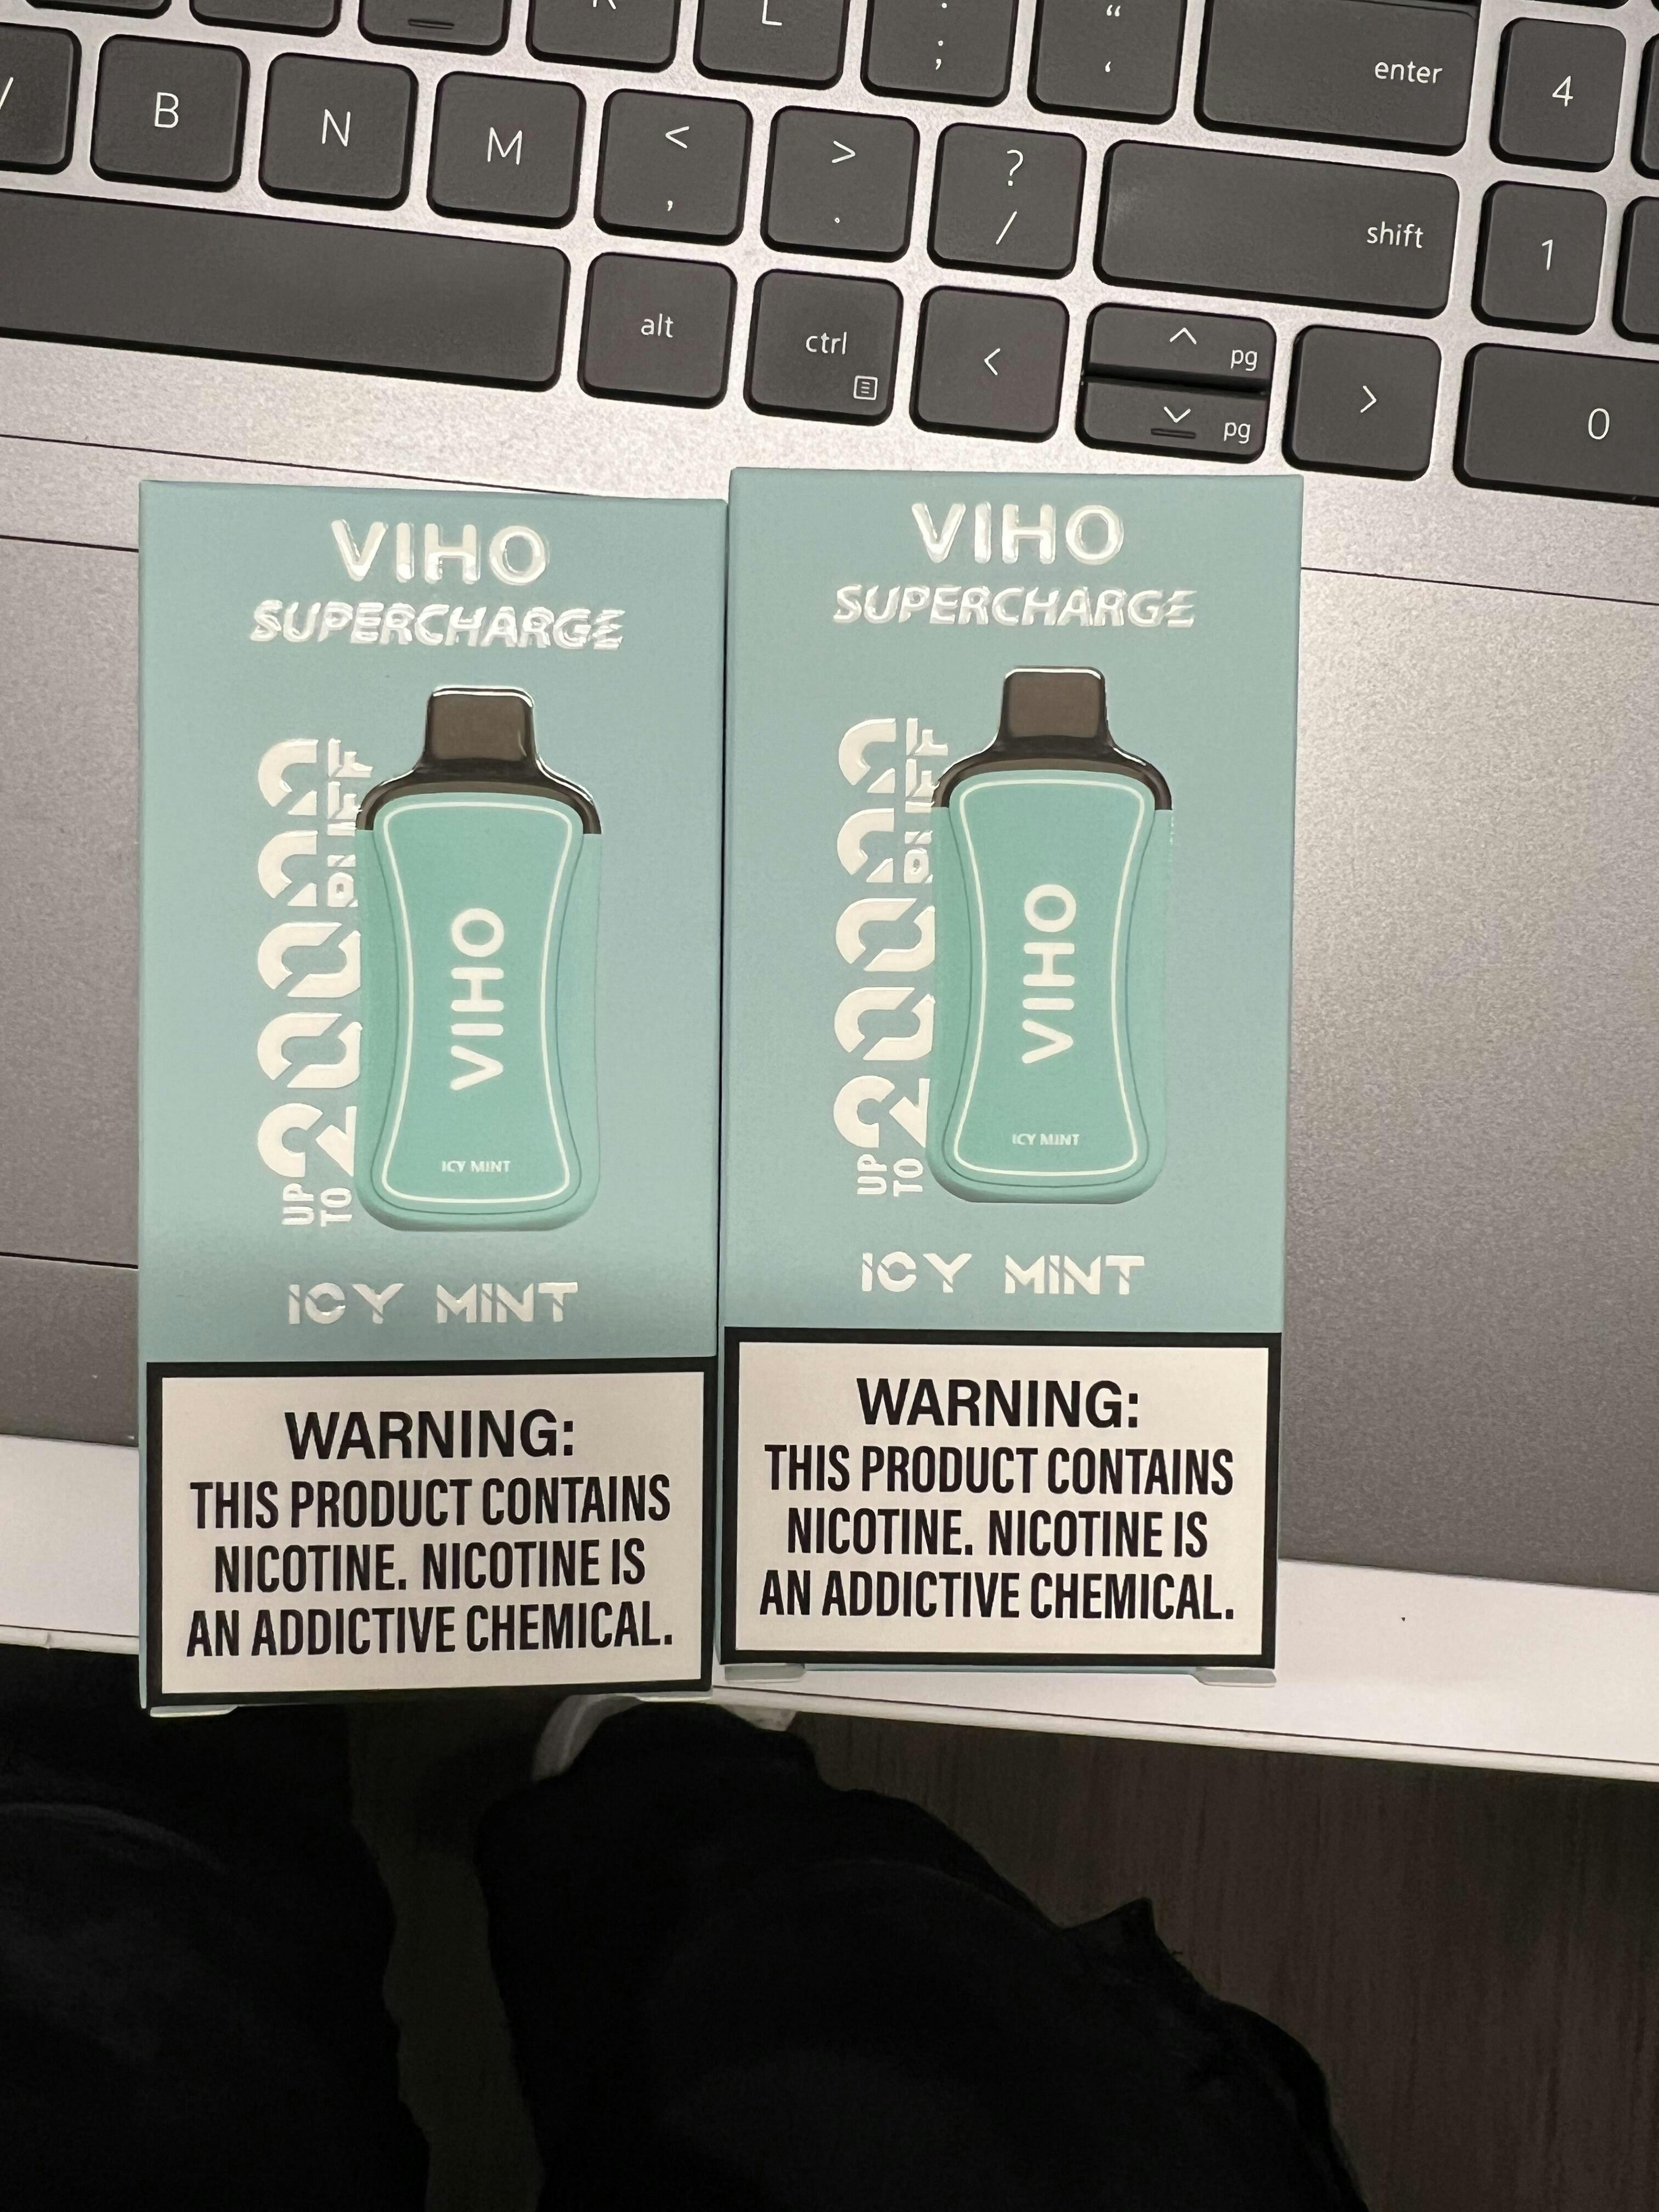 L
:
;
"
'
enter
4
B
N
M
<
,
>
.
?
/
shift
1
alt
ctrl
<
^
pg
pg
>
0
VIHO
SUPERCHARGE
UP TO 20000 PUFF
VIHO
ICY MINT
ICY MINT
WARNING:
THIS PRODUCT CONTAINS
NICOTINE. NICOTINE IS
AN ADDICTIVE CHEMICAL.
VIHO
SUPERCHARGE
UP TO 20000 PUFF
VIHO
ICY MINT
ICY MINT
WARNING:
THIS PRODUCT CONTAINS
NICOTINE. NICOTINE IS
AN ADDICTIVE CHEMICAL.